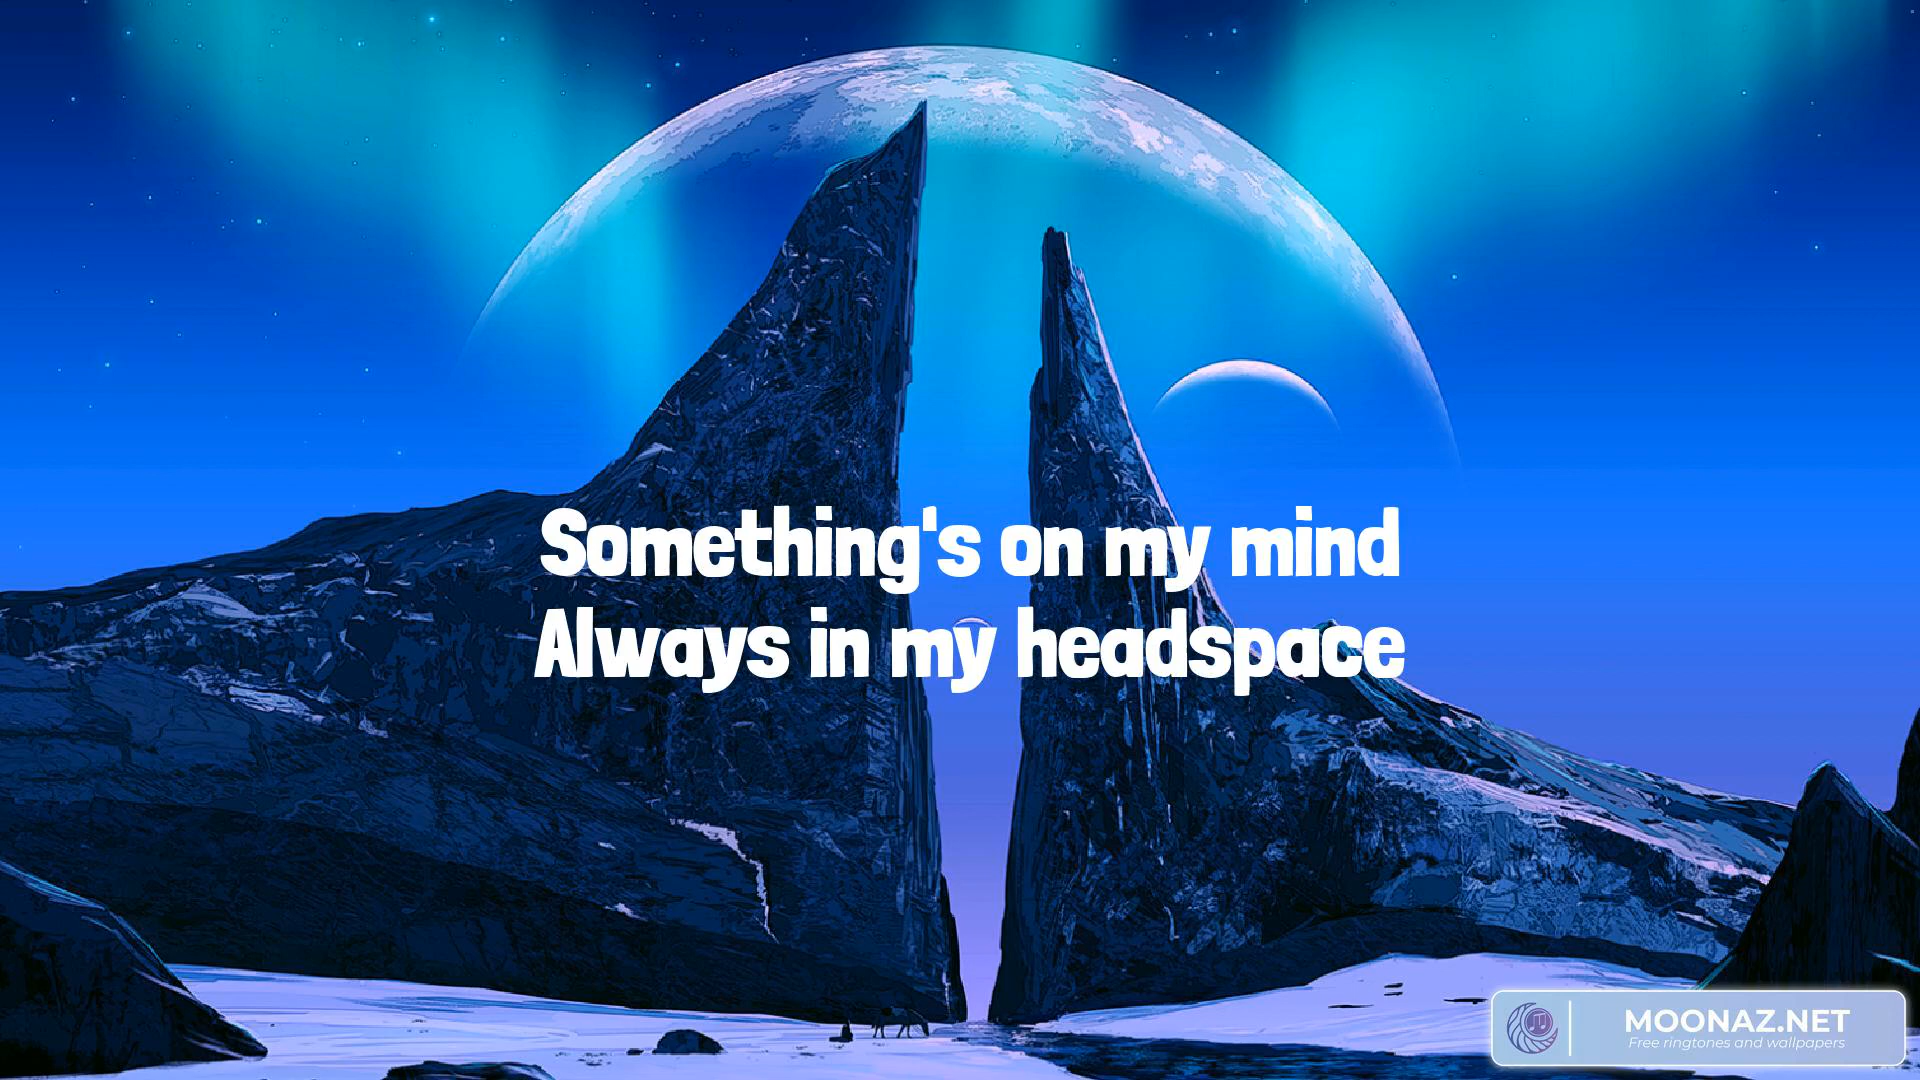 Something's on my mind
Always in my headspace
MOONAZ.NET
Free ringtones and wallpapers